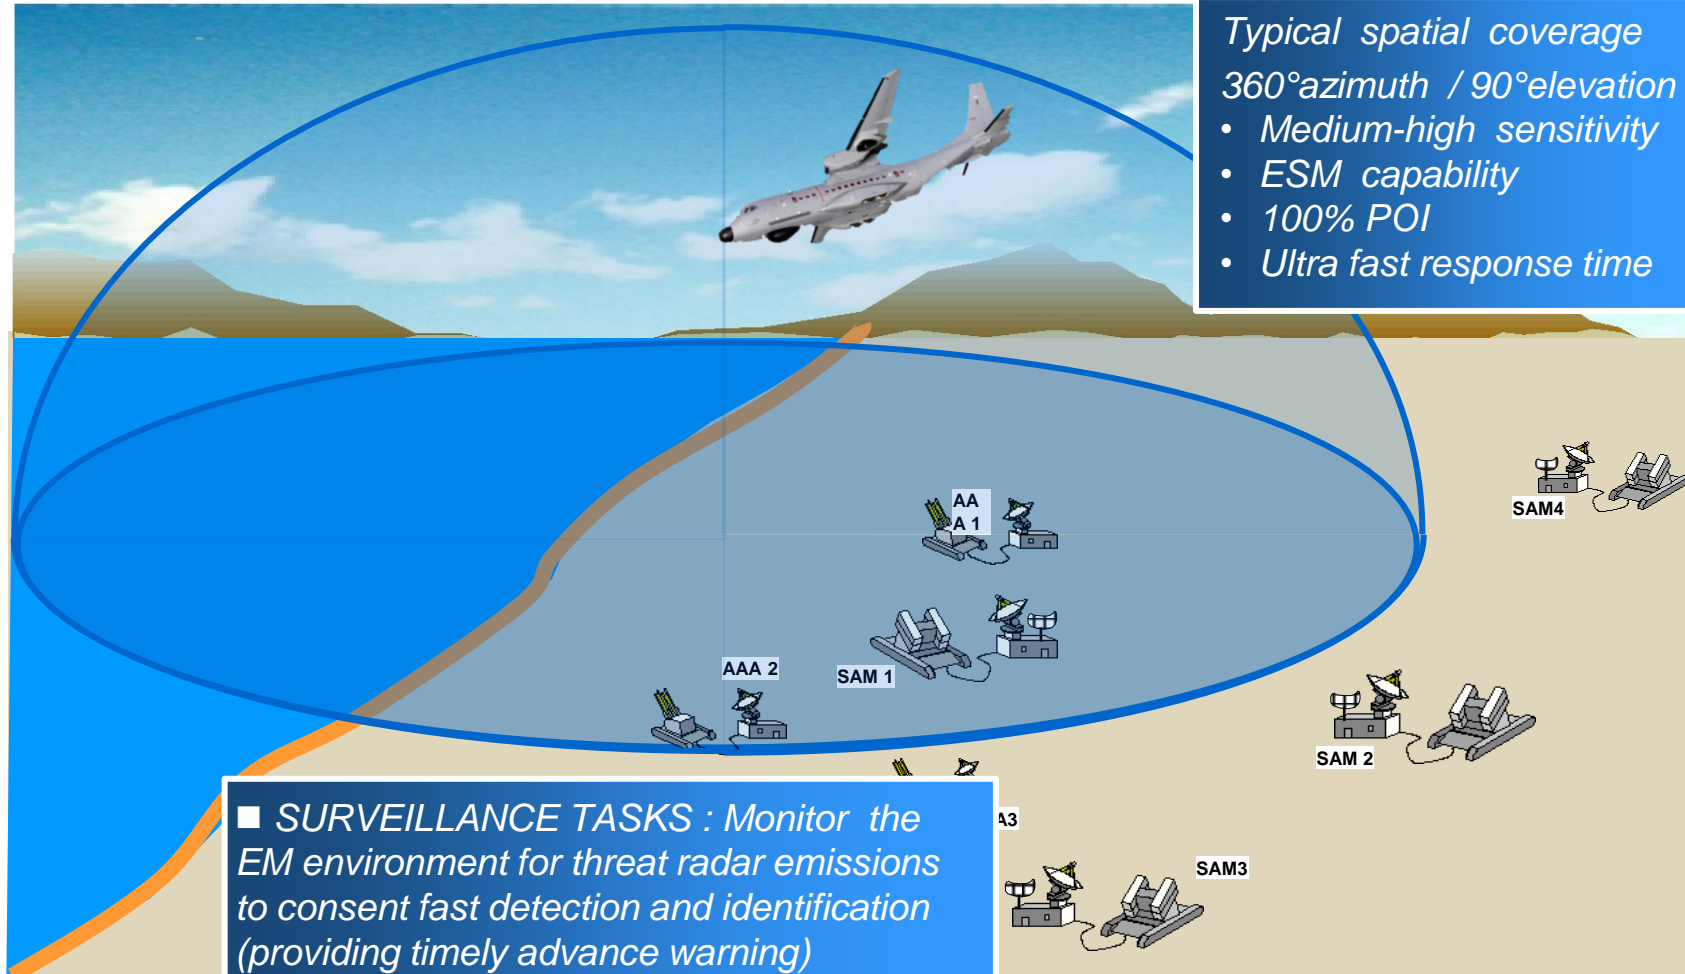 Typical spatial coverage
360°azimuth / 90°elevation
• Medium-high sensitivity
• ESM capability
• 100% POI
• Ultra fast response time
SAM4
AA
A 1
AAA 2
SAM 1
SAM 2
A3
SAM3
■ SURVEILLANCE TASKS : Monitor the
EM environment for threat radar emissions
to consent fast detection and identification
(providing timely advance warning)